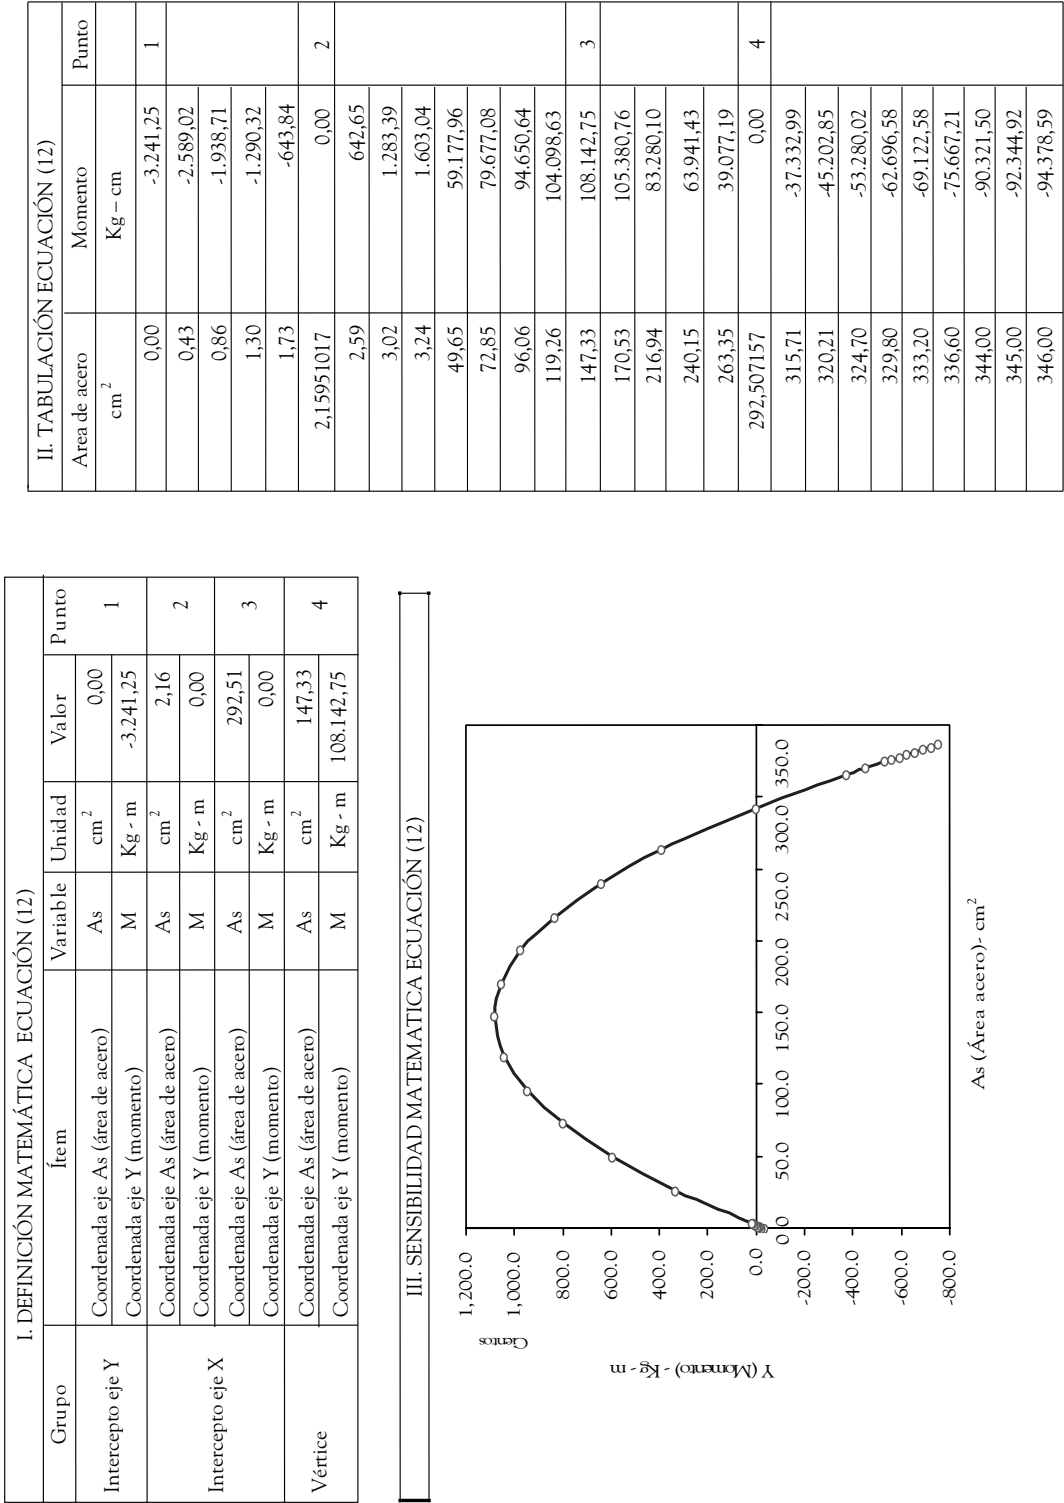 I. DEFINICIÓN MATEMÁTICA ECUACIÓN (12)
Grupo Ítem Variable Unidad Valor Punto
Intercepto eje Y Coordenada eje As (área de acero) As cm² 0,00 1
Coordenada eje Y (momento) M Kg - m -3.241,25
Intercepto eje X Coordenada eje As (área de acero) As cm² 2,16 2
Coordenada eje Y (momento) M Kg - m 0,00
Coordenada eje As (área de acero) As cm² 292,51 3
Coordenada eje Y (momento) M Kg - m 0,00
Vértice Coordenada eje As (área de acero) As cm² 147,33 4
Coordenada eje Y (momento) M Kg - m 108.142,75
III. SENSIBILIDAD MATEMATICA ECUACIÓN (12)
Cientos
Y (Momento) - Kg - m
1,200.0
1,000.0
800.0
600.0
400.0
200.0
0.0
-200.0
-400.0
-600.0
-800.0
0.0 50.0 100.0 150.0 200.0 250.0 300.0 350.0
As (Área acero)- cm²
II. TABULACIÓN ECUACIÓN (12)
Area de acero Momento Punto
cm² Kg – cm
0,00 -3.241,25 1
0,43 -2.589,02
0,86 -1.938,71
1,30 -1.290,32
1,73 -643,84
2,15951017 0,00 2
2,59 642,65
3,02 1.283,39
3,24 1.603,04
49,65 59.177,96
72,85 79.677,08
96,06 94.650,64
119,26 104.098,63
147,33 108.142,75 3
170,53 105.380,76
216,94 83.280,10
240,15 63.941,43
263,35 39.077,19
292,507157 0,00 4
315,71 -37.332,99
320,21 -45.202,85
324,70 -53.280,02
329,80 -62.696,58
333,20 -69.122,58
336,60 -75.667,21
344,00 -90.321,50
345,00 -92.344,92
346,00 -94.378,59